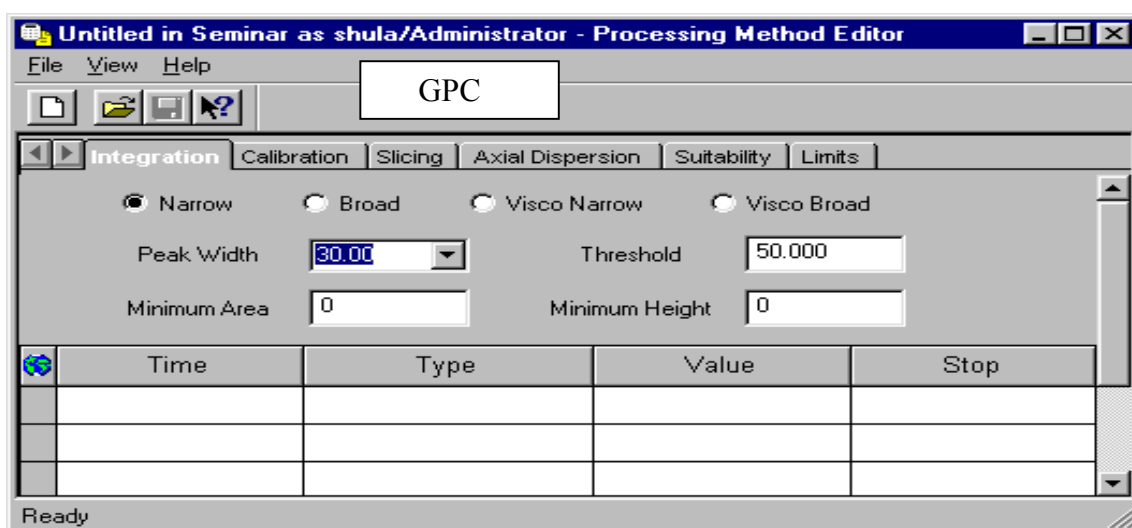 Untitled in Seminar as shula/Administrator - Processing Method Editor
File View Help
GPC
Integration Calibration Slicing Axial Dispersion Suitability Limits
Narrow Broad Visco Narrow Visco Broad
Peak Width 30.00 Threshold 50.000
Minimum Area 0 Minimum Height 0
Time Type Value Stop
Ready